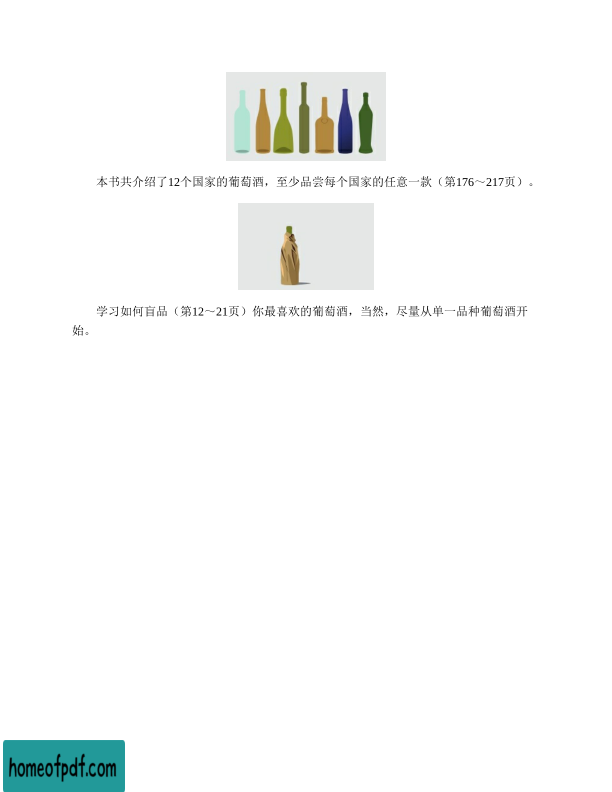 本书共介绍了12个国家的葡萄酒，至少品尝每个国家的任意一款（第176～217页）。
学习如何盲品（第12～21页）你最喜欢的葡萄酒，当然，尽量从单一品种葡萄酒开
始。
homeofpdf.com